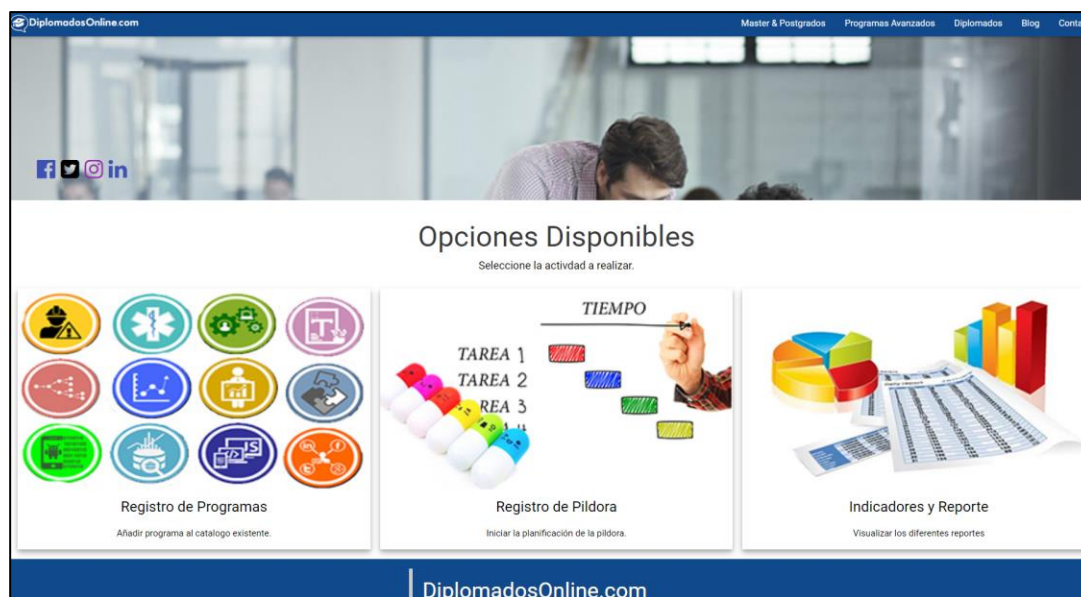 DiplomadosOnline.com
Master & Postgrados Programas Avanzados Diplomados Blog Conta
Opciones Disponibles
Seleccione la activdad a realizar.
TIEMPO
TAREA 1
TAREA 2
REA 3
Registro de Programas
Añadir programa al catalogo existente.
Registro de Pildora
Iniciar la planificación de la pildora.
Indicadores y Reporte
Visualizar los diferentes reportes
DiplomadosOnline.com